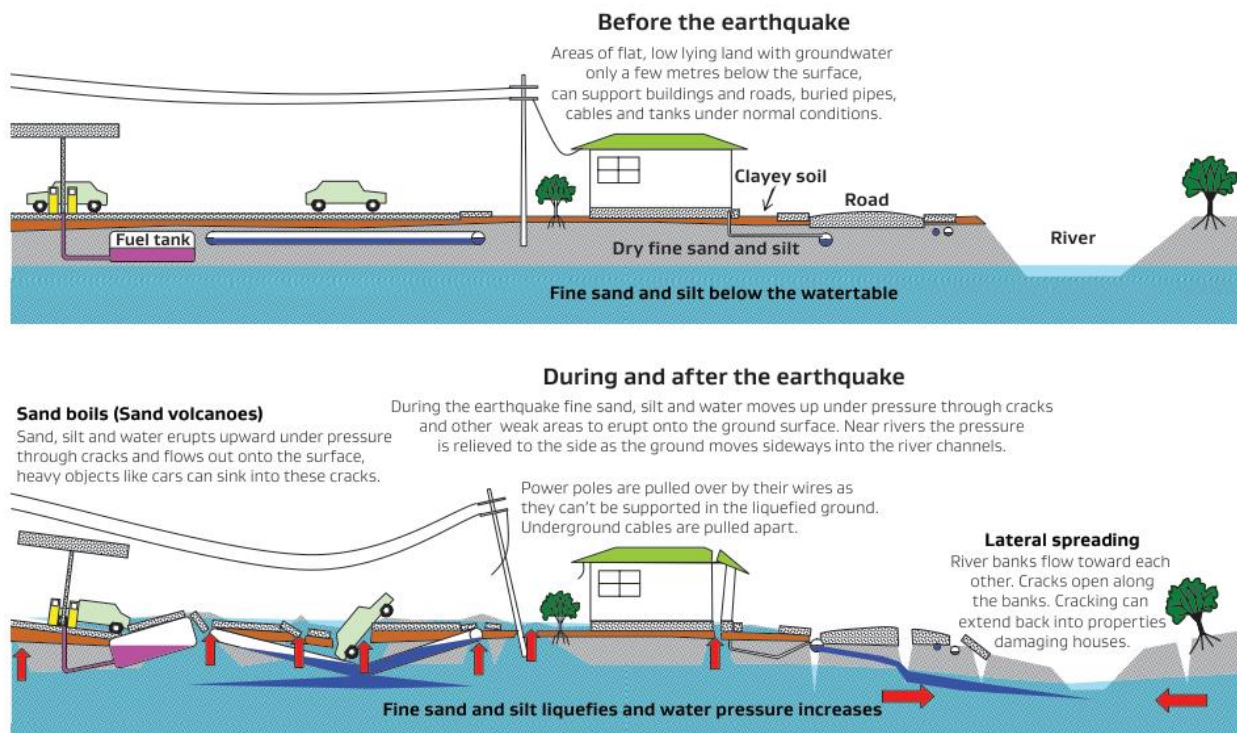 Before the earthquake
Areas of flat, low lying land with groundwater
only a few metres below the surface,
can support buildings and roads, buried pipes,
cables and tanks under normal conditions.
Clayey soil
Road
Fuel tank
Dry fine sand and silt
River
Fine sand and silt below the watertable
During and after the earthquake
Sand boils (Sand volcanoes)
Sand, silt and water erupts upward under pressure
through cracks and flows out onto the surface,
heavy objects like cars can sink into these cracks.
During the earthquake fine sand, silt and water moves up under pressure through cracks
and other weak areas to erupt onto the ground surface. Near rivers the pressure
is relieved to the side as the ground moves sideways into the river channels.
Power poles are pulled over by their wires as
they can't be supported in the liquefied ground.
Underground cables are pulled apart.
Lateral spreading
River banks flow toward each
other. Cracks open along
the banks. Cracking can
extend back into properties
damaging houses.
Fine sand and silt liquefies and water pressure increases